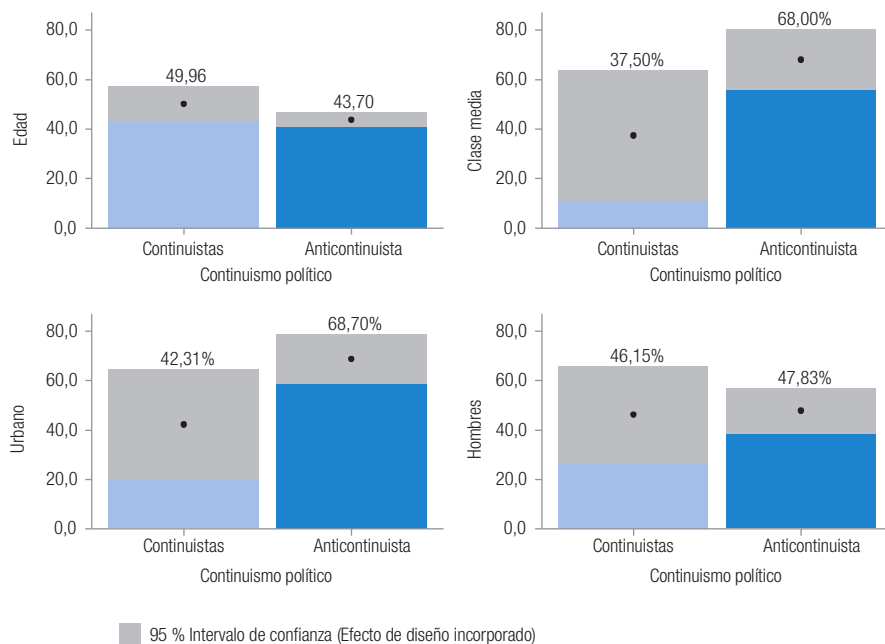 80,0
60,0
40,0
20,0
0,0
Edad
49,96
43,70
Continuistas
Anticontinuista
Continuismo político
80,0
60,0
40,0
20,0
0,0
Clase media
37,50%
68,00%
Continuistas
Anticontinuista
Continuismo político
80,0
60,0
40,0
20,0
0,0
Urbano
42,31%
68,70%
Continuistas
Anticontinuista
Continuismo político
80,0
60,0
40,0
20,0
0,0
Hombres
46,15%
47,83%
Continuistas
Anticontinuista
Continuismo político
95 % Intervalo de confianza (Efecto de diseño incorporado)